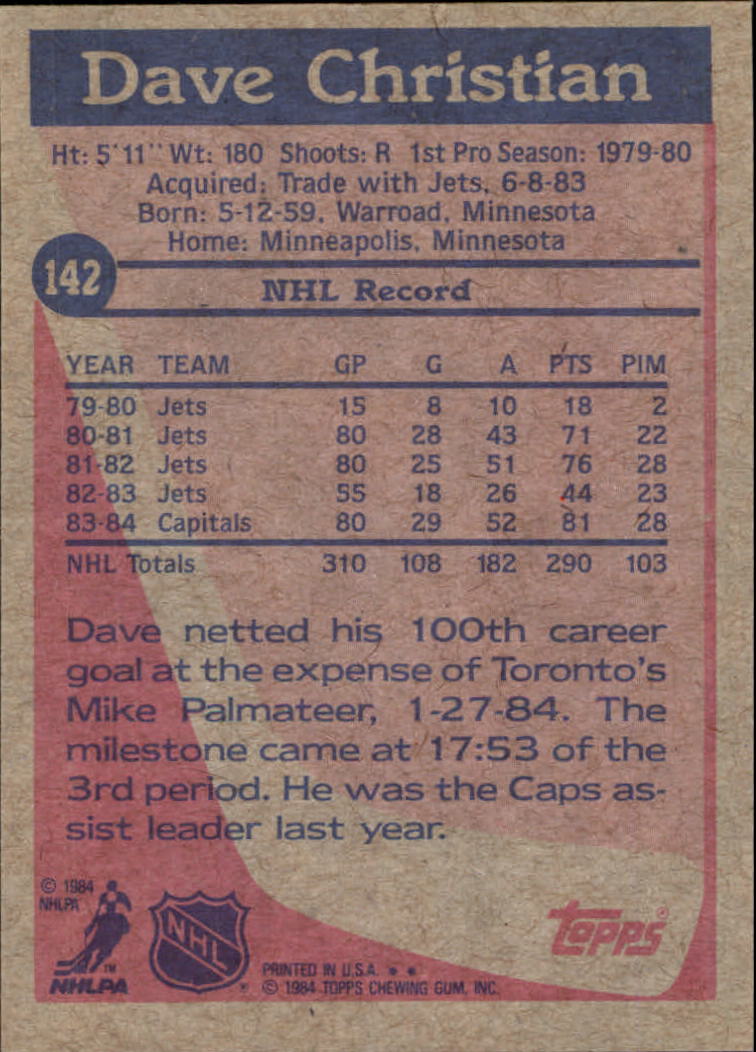 Dave Christian
Ht: 5'11" Wt: 180 Shoots: R 1st Pro Season: 1979-80
Acquired: Trade with Jets, 6-8-83
Born: 5-12-59, Warroad, Minnesota
Home: Minneapolis, Minnesota
142
NHL Record
YEAR TEAM GP G A PTS PIM
79-80 Jets 15 8 10 18 2
80-81 Jets 80 28 43 71 22
81-82 Jets 80 25 51 76 28
82-83 Jets 55 18 26 44 23
83-84 Capitals 80 29 52 81 28
NHL Totals 310 108 182 290 103
Dave netted his 100th career
goal at the expense of Toronto's
Mike Palmateer, 1-27-84. The
milestone came at 17:53 of the
3rd period. He was the Caps as-
sist leader last year.
© 1984
NHLPA
NHL
topps®
TM
NHLPA
®
PRINTED IN U.S.A. * *
© 1984 TOPPS CHEWING GUM, INC.